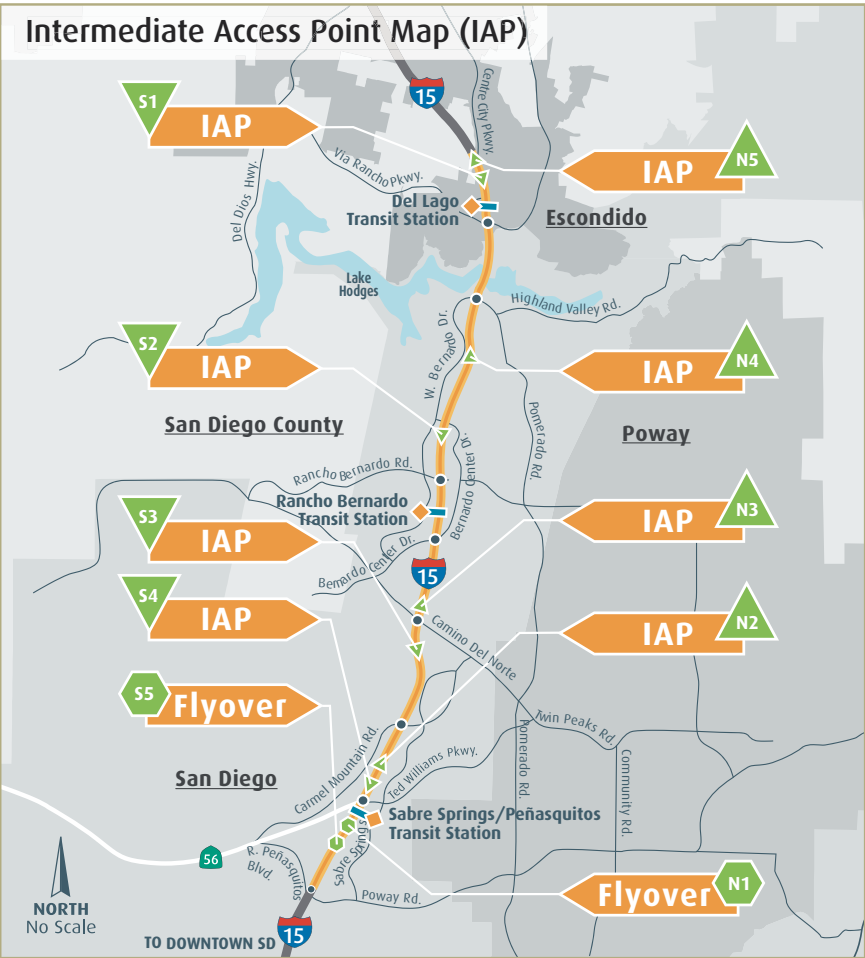 Intermediate Access Point Map (IAP)
S1
IAP
15
Centre City Pkwy.
N5
IAP
Via Rancho Pkwy.
Del Dios Hwy.
Del Lago
Transit Station
Escondido
Lake
Hodges
Highland Valley Rd.
S2
IAP
W. Bernardo Dr.
N4
IAP
San Diego County
Pomerado Rd.
Poway
Rancho Bernardo Rd.
Bernardo Center Dr.
Rancho Bernardo
Transit Station
S3
IAP
N3
IAP
Bernardo Center Dr.
15
S4
IAP
Camino Del Norte
N2
IAP
S5
Flyover
Carmel Mountain Rd.
Ted Williams Pkwy.
Pomerado Rd.
Twin Peaks Rd.
Community Rd.
San Diego
Sabre Springs/Peñasquitos
Transit Station
Sabre Springs
56
R. Peñasquitos
Blvd.
Poway Rd.
Flyover
N1
NORTH
No Scale
TO DOWNTOWN SD
15